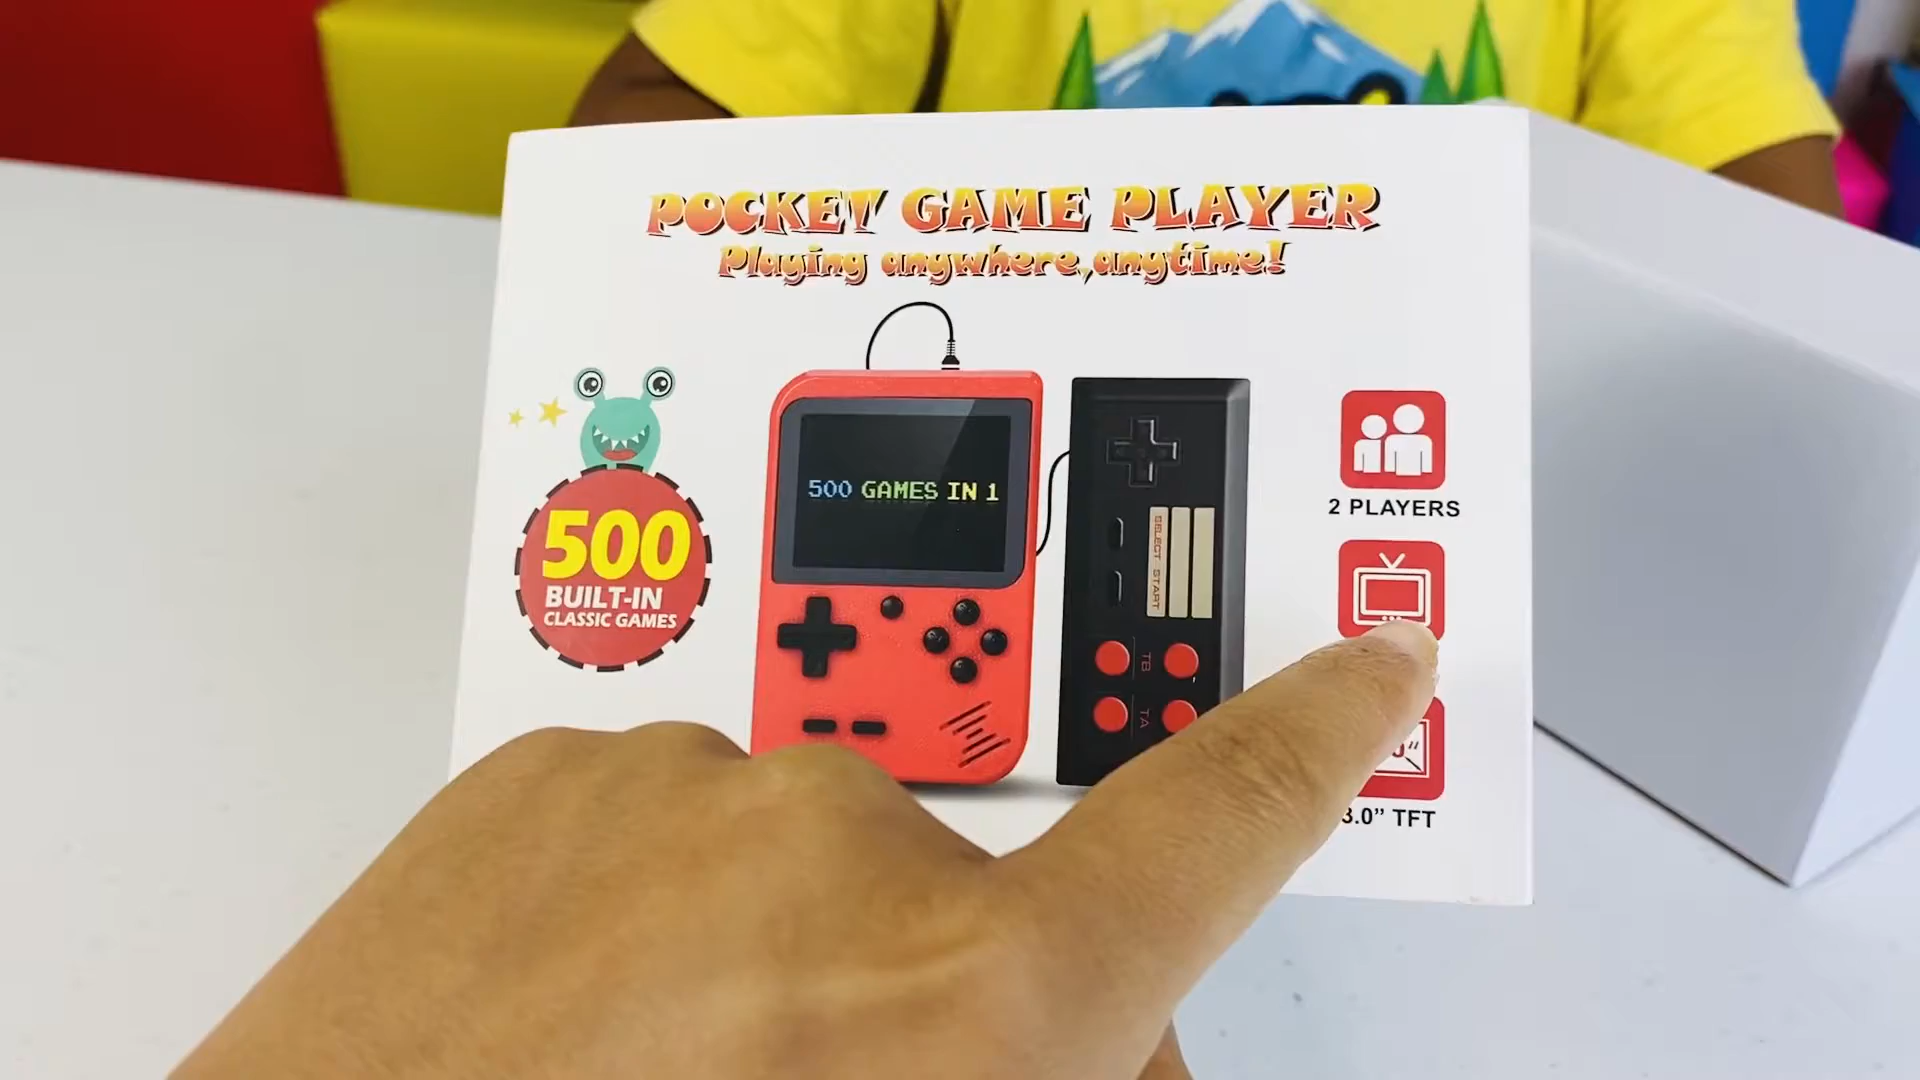 POCKET GAME PLAYER
Playing anywhere,anytime!
500 GAMES IN 1
500
BUILT-IN
CLASSIC GAMES
SELECT START
TB
TA
2 PLAYERS
3.0" TFT